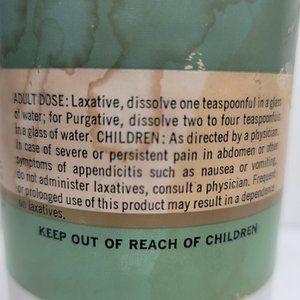 ADULT DOSE: Laxative, dissolve one teaspoonful in a glass
of water; for Purgative, dissolve two to four teaspoonfuls
in a glass of water. CHILDREN: As directed by a physician.
In case of severe or persistent pain in abdomen or other
symptoms of appendicitis such as nausea or vomiting,
do not administer laxatives, consult a physician. Frequent
or prolonged use of this product may result in a dependence
on laxatives.
KEEP OUT OF REACH OF CHILDREN